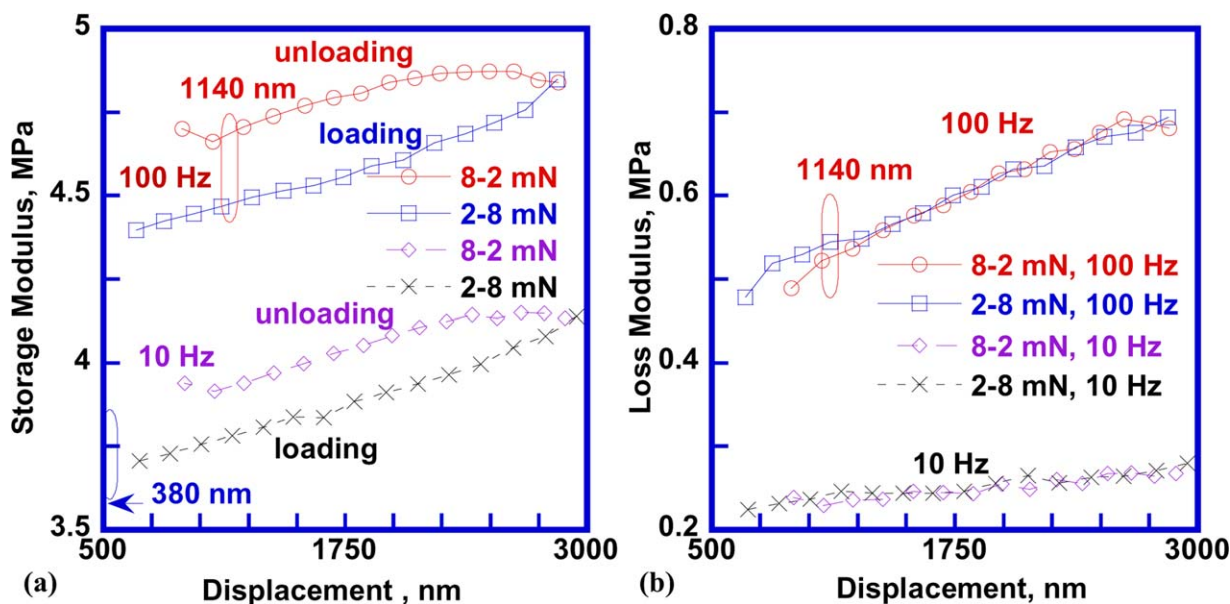 5
4.5
4
3.5
Storage Modulus, MPa
unloading
1140 nm
loading
100 Hz
8-2 mN
2-8 mN
8-2 mN
2-8 mN
unloading
10 Hz
loading
380 nm
500
1750
3000
(a)
Displacement , nm
0.8
0.6
0.4
0.2
Loss Modulus, MPa
100 Hz
1140 nm
8-2 mN, 100 Hz
2-8 mN, 100 Hz
8-2 mN, 10 Hz
2-8 mN, 10 Hz
10 Hz
500
1750
3000
(b)
Displacement, nm